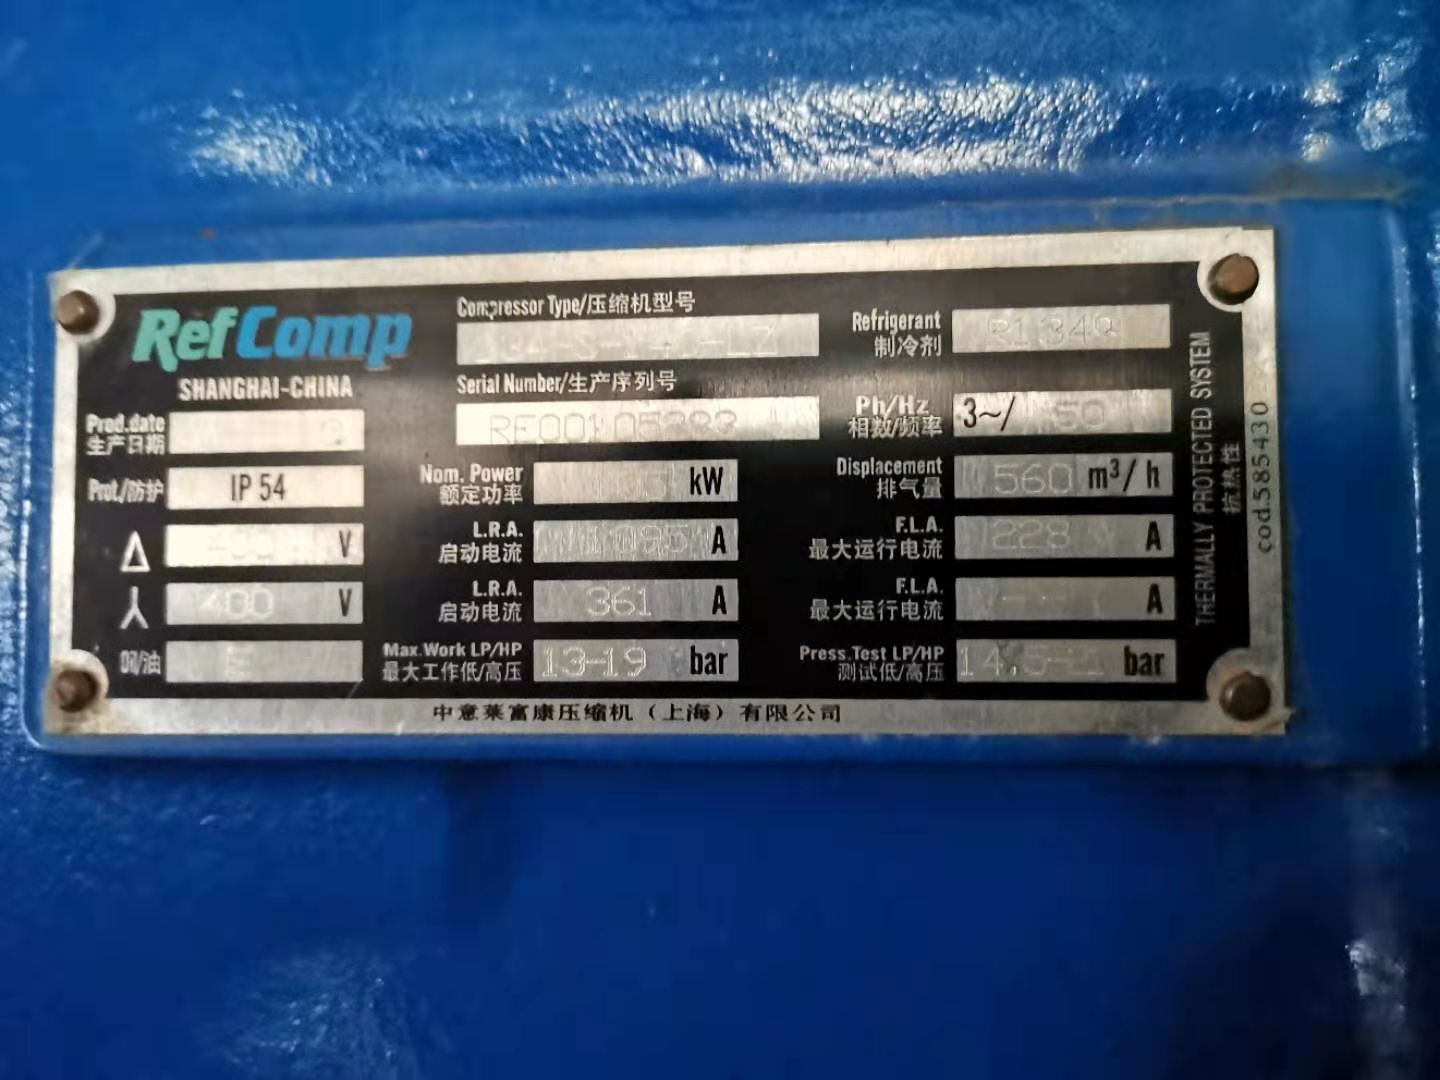 RefComp
SHANGHAI-CHINA
Compressor Type/压缩机型号
Refrigerant
制冷剂
Serial Number/生产序列号
Prod.date
生产日期
Ph/Hz 3~/ 50
相数/频率
Prot./防护 IP 54
Nom. Power kW
额定功率
Displacement 560 m³/h
排气量
Δ V
L.R.A. 1095 A
启动电流
F.L.A. 228 A
最大运行电流
400 V
L.R.A. 361 A
启动电流
F.L.A. A
最大运行电流
Oil/油
Max.Work LP/HP 13-19 bar
最大工作低/高压
Press.Test LP/HP bar
测试低/高压
THERMALLY PROTECTED SYSTEM
抗热性
cod.585430
中意莱富康压缩机（上海）有限公司